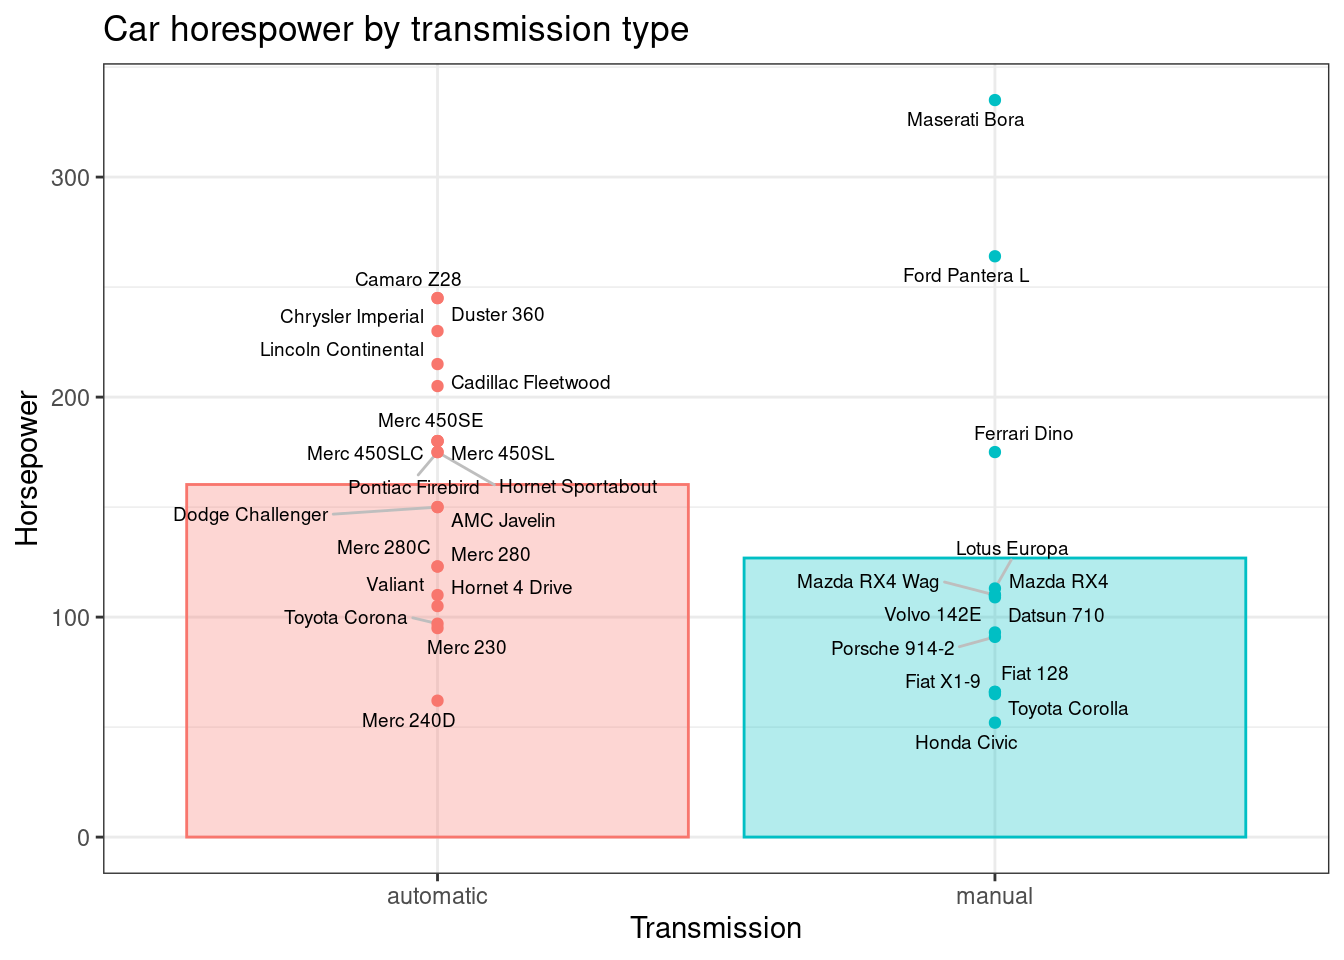 Car horespower by transmission type
Horsepower
300
200
100
0
Maserati Bora
Ford Pantera L
Camaro Z28
Chrysler Imperial
Duster 360
Lincoln Continental
Cadillac Fleetwood
Merc 450SE
Ferrari Dino
Merc 450SLC
Merc 450SL
Pontiac Firebird
Hornet Sportabout
Dodge Challenger
AMC Javelin
Merc 280C
Merc 280
Lotus Europa
Valiant
Hornet 4 Drive
Mazda RX4 Wag
Mazda RX4
Toyota Corona
Volvo 142E
Datsun 710
Merc 230
Porsche 914-2
Fiat X1-9
Fiat 128
Merc 240D
Toyota Corolla
Honda Civic
automatic
manual
Transmission